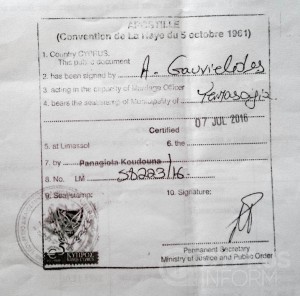 APOSTILLE
(Convention de La Haye du 5 octobre 1961)
1. Country CYPRUS.
This public document
2. has been signed by A. Gavrielides
3. acting in the capacity of Marriage Officer
4. bears the seal/stamp of Municipality of Yermasogia
Certified 07 JUL 2016
5. at Limassol 6. the
7. by Panagiota Koudouna
8. No. LM 58223/16.
9. Seal/stamp: 10. Signature:
ΚΥΠΡΟΣ
Permanent Secretary
Ministry of Justice and Public Order